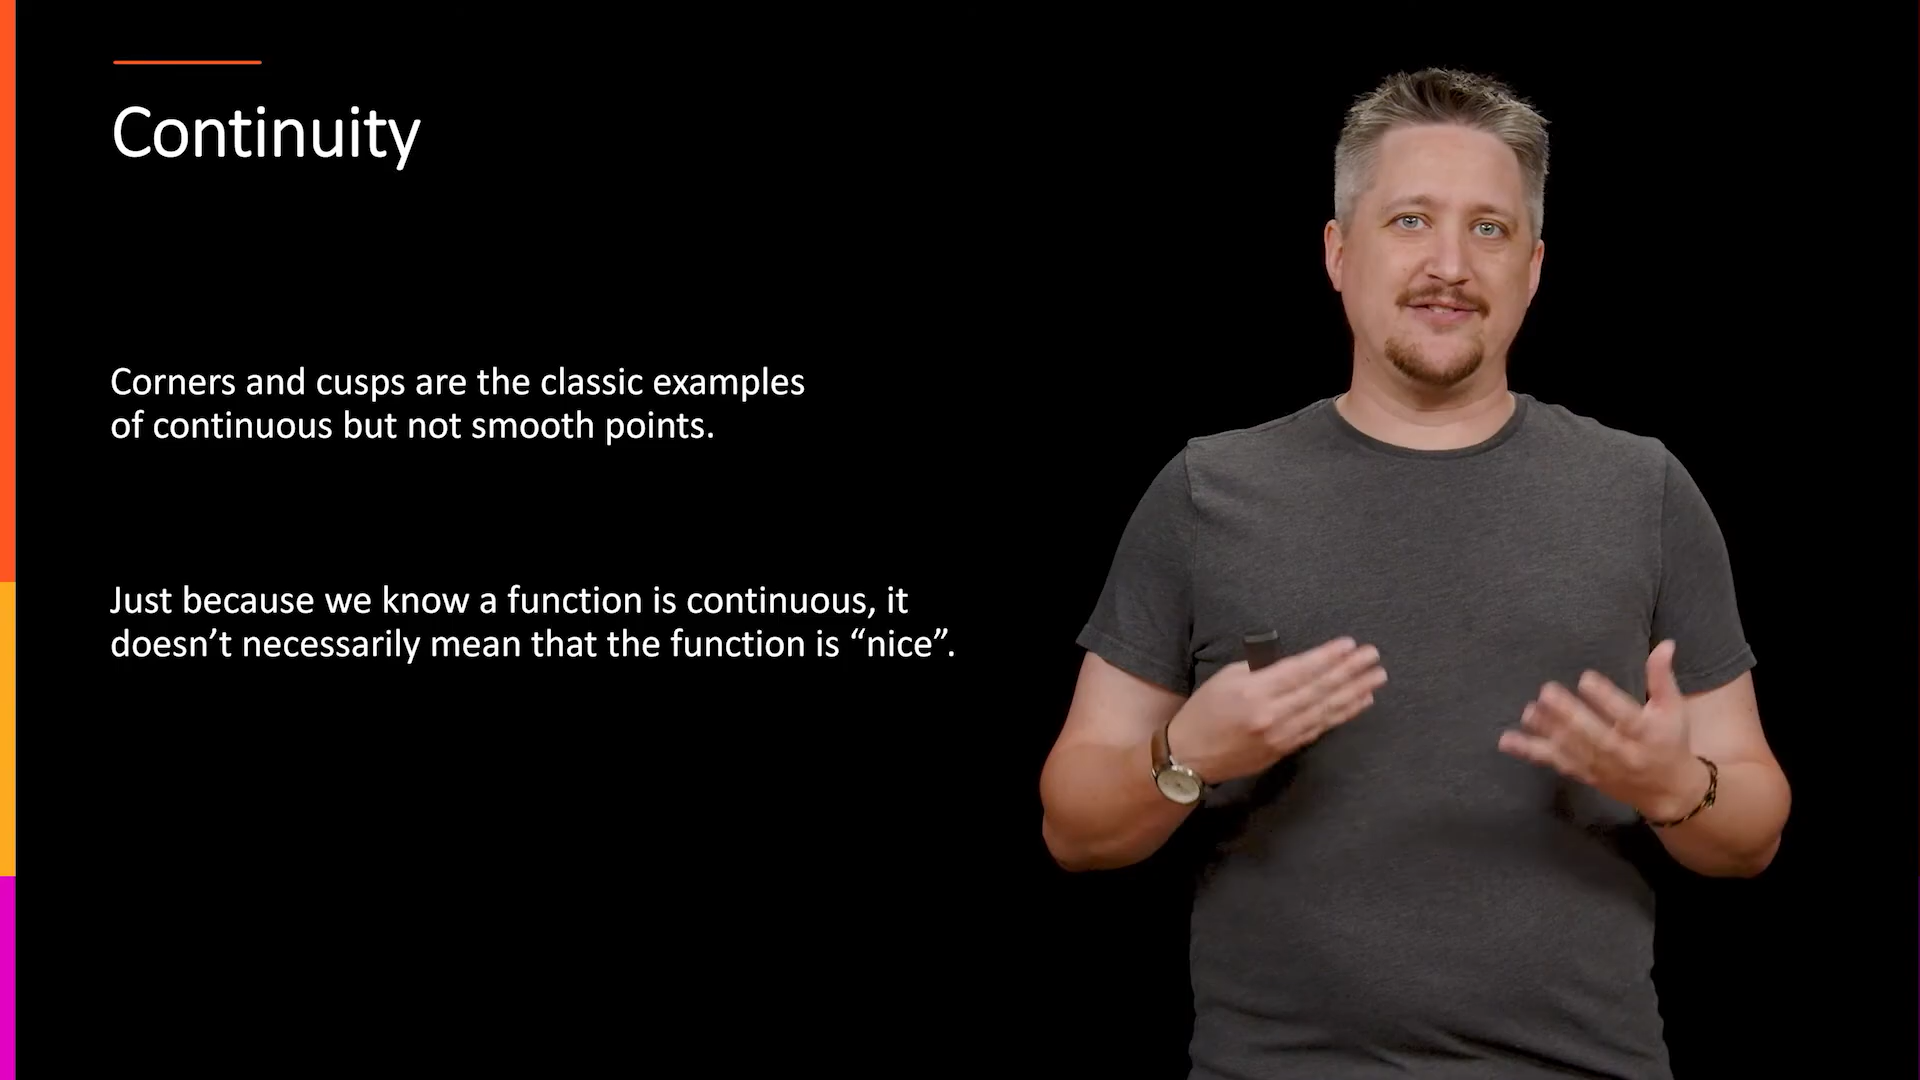 Continuity
Corners and cusps are the classic examples
of continuous but not smooth points.
Just because we know a function is continuous, it
doesn’t necessarily mean that the function is “nice”.